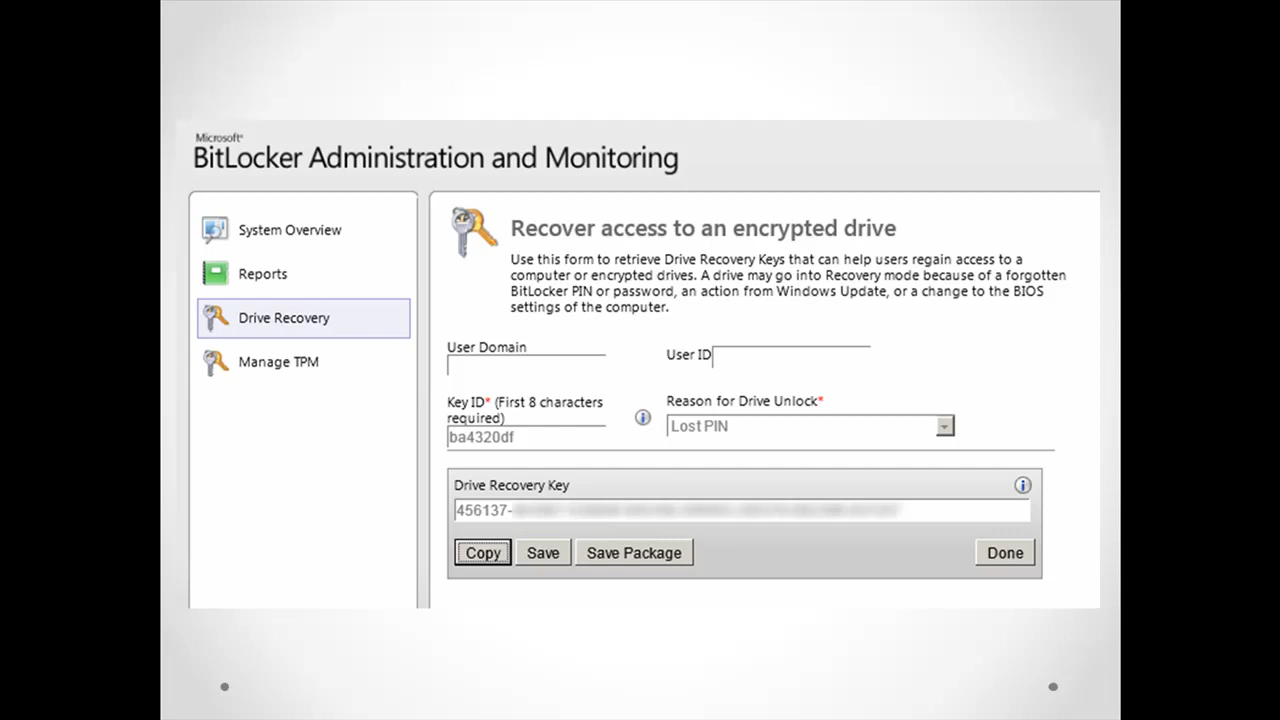 Microsoft®
BitLocker Administration and Monitoring
System Overview
Reports
Drive Recovery
Manage TPM
Recover access to an encrypted drive
Use this form to retrieve Drive Recovery Keys that can help users regain access to a
computer or encrypted drives. A drive may go into Recovery mode because of a forgotten
BitLocker PIN or password, an action from Windows Update, or a change to the BIOS
settings of the computer.
User Domain
User ID
Key ID* (First 8 characters
required)
ba4320df
Reason for Drive Unlock*
Lost PIN
Drive Recovery Key
456137-
Copy
Save
Save Package
Done